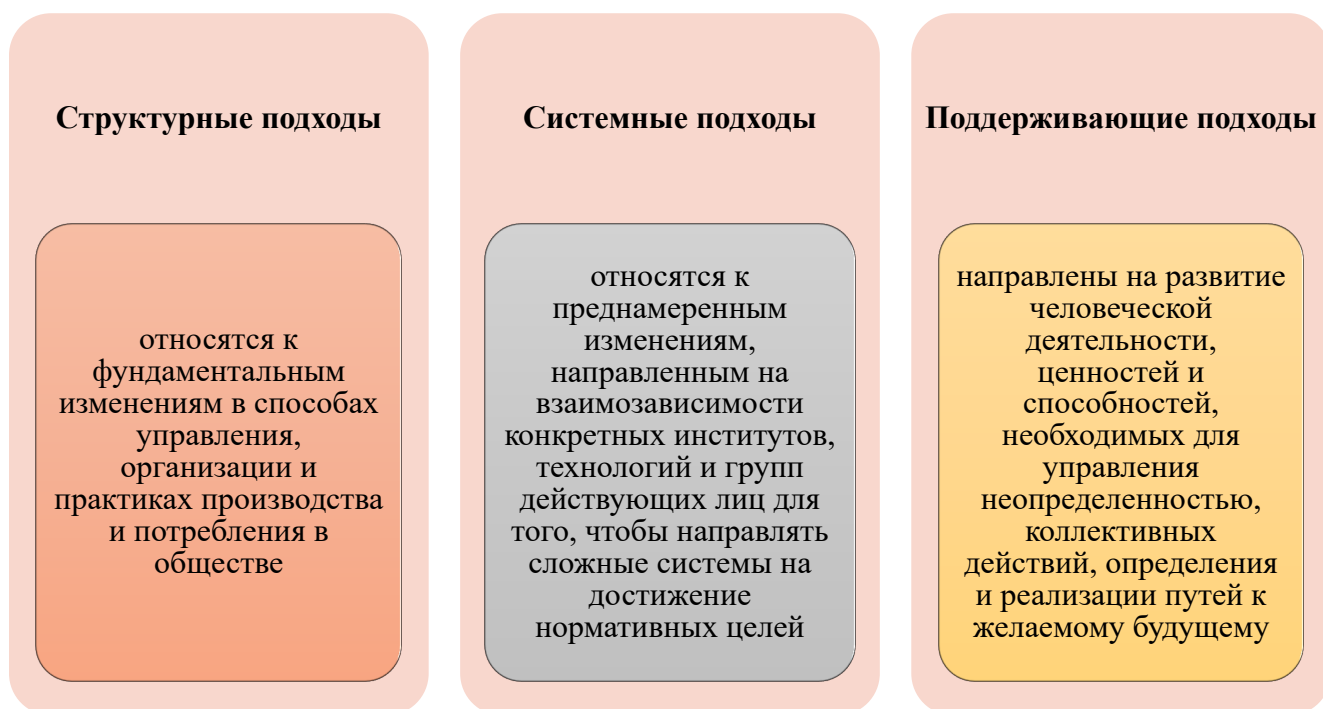 Структурные подходы
относятся к
фундаментальным
изменениям в способах
управления,
организации и
практиках производства
и потребления в
обществе
Системные подходы
относятся к
преднамеренным
изменениям,
направленным на
взаимозависимости
конкретных институтов,
технологий и групп
действующих лиц для
того, чтобы направлять
сложные системы на
достижение
нормативных целей
Поддерживающие подходы
направлены на развитие
человеческой
деятельности,
ценностей и
способностей,
необходимых для
управления
неопределенностью,
коллективных
действий, определения
и реализации путей к
желаемому будущему